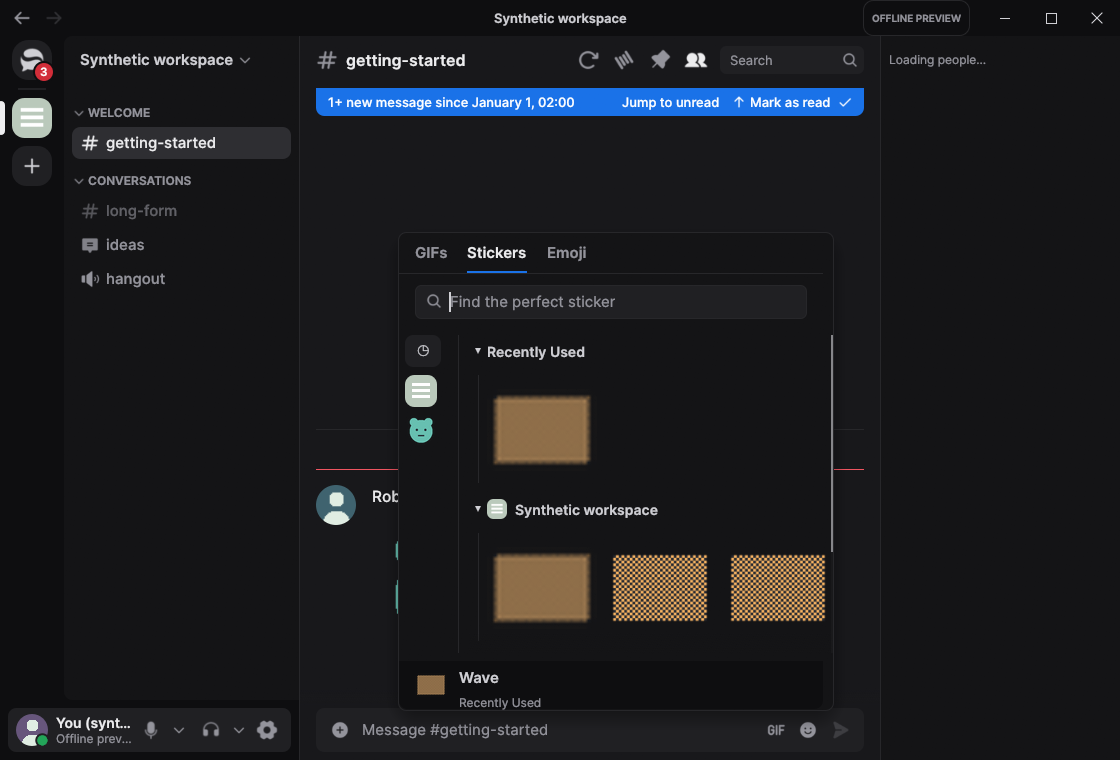 Synthetic workspace
OFFLINE PREVIEW
3
Synthetic workspace
WELCOME
getting-started
CONVERSATIONS
long-form
ideas
hangout
You (synt...
Offline prev...
getting-started
Search
1+ new message since January 1, 02:00
Jump to unread
Mark as read
GIFs
Stickers
Emoji
Find the perfect sticker
Recently Used
Synthetic workspace
Wave
Recently Used
Rob
Message #getting-started
GIF
Loading people...